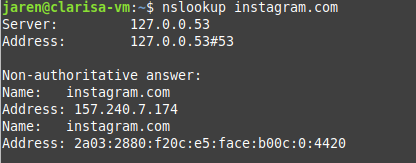 jaren@clarisa-vm:~$ nslookup instagram.com
Server:         127.0.0.53
Address:        127.0.0.53#53

Non-authoritative answer:
Name:   instagram.com
Address: 157.240.7.174
Name:   instagram.com
Address: 2a03:2880:f20c:e5:face:b00c:0:4420